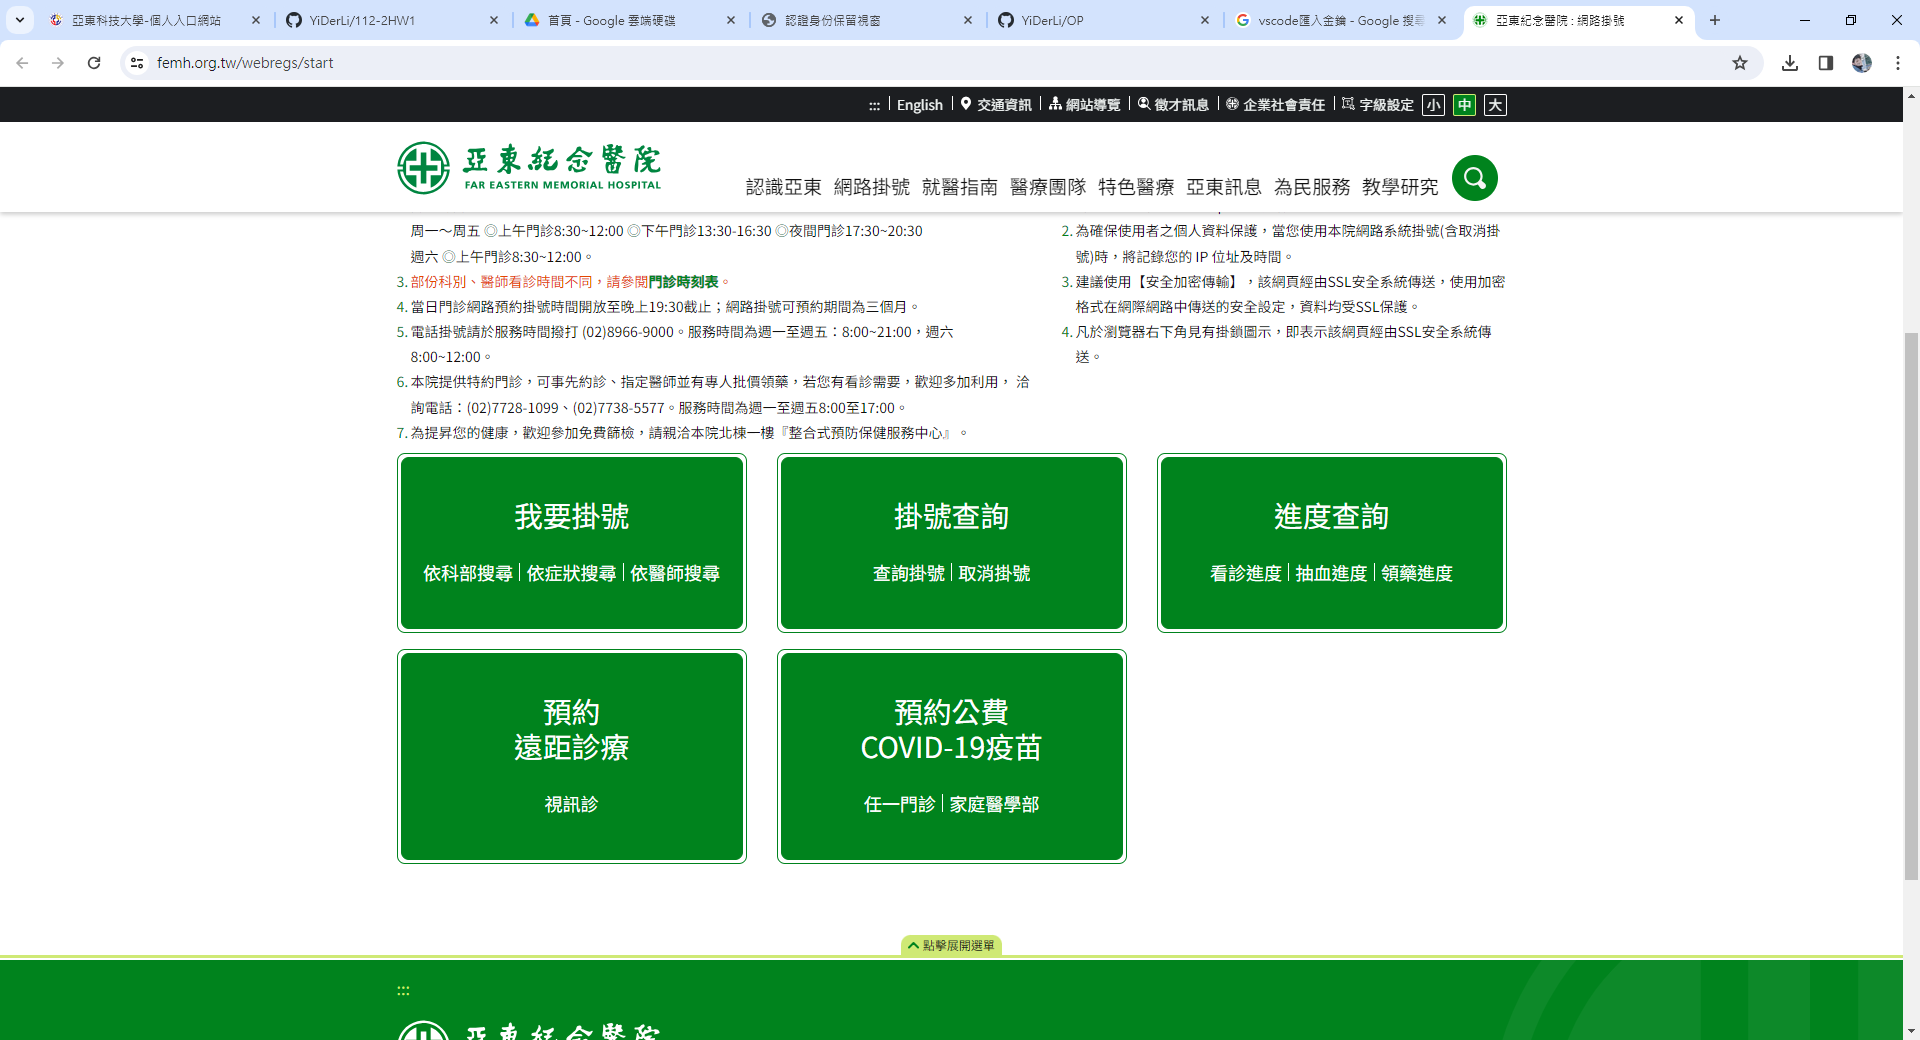 亞東科技大學-個人入口網站
YiDerLi/112-2HW1
首頁 - Google 雲端硬碟
認證身份保留視窗
YiDerLi/OP
vscode匯入金鑰 - Google 搜尋
亞東紀念醫院 : 網路掛號
femh.org.tw/webregs/start
::: English 交通資訊 網站導覽 徵才訊息 企業社會責任 字級設定 小 中 大
亞東紀念醫院
FAR EASTERN MEMORIAL HOSPITAL
認識亞東 網路掛號 就醫指南 醫療團隊 特色醫療 亞東訊息 為民服務 教學研究
周一～周五 ◎上午門診8:30~12:00 ◎下午門診13:30-16:30 ◎夜間門診17:30~20:30
週六 ◎上午門診8:30~12:00。
3. 部份科別、醫師看診時間不同，請參閱門診時刻表。
4. 當日門診網路預約掛號時間開放至晚上19:30截止；網路掛號可預約期間為三個月。
5. 電話掛號請於服務時間撥打 (02)8966-9000。服務時間為週一至週五：8:00~21:00，週六
8:00~12:00。
6. 本院提供特約門診，可事先約診、指定醫師並有專人批價領藥，若您有看診需要，歡迎多加利用， 洽
詢電話：(02)7728-1099、(02)7738-5577。服務時間為週一至週五8:00至17:00。
7. 為提昇您的健康，歡迎參加免費篩檢，請親洽本院北棟一樓『整合式預防保健服務中心』。
2. 為確保使用者之個人資料保護，當您使用本院網路系統掛號(含取消掛
號)時，將記錄您的 IP 位址及時間。
3. 建議使用【安全加密傳輸】，該網頁經由SSL安全系統傳送，使用加密
格式在網際網路中傳送的安全設定，資料均受SSL保護。
4. 凡於瀏覽器右下角見有掛鎖圖示，即表示該網頁經由SSL安全系統傳
送。
我要掛號
依科部搜尋 依症狀搜尋 依醫師搜尋
掛號查詢
查詢掛號 取消掛號
進度查詢
看診進度 抽血進度 領藥進度
預約
遠距診療
視訊診
預約公費
COVID-19疫苗
任一門診 家庭醫學部
點擊展開選單
:::
亞東紀念醫院